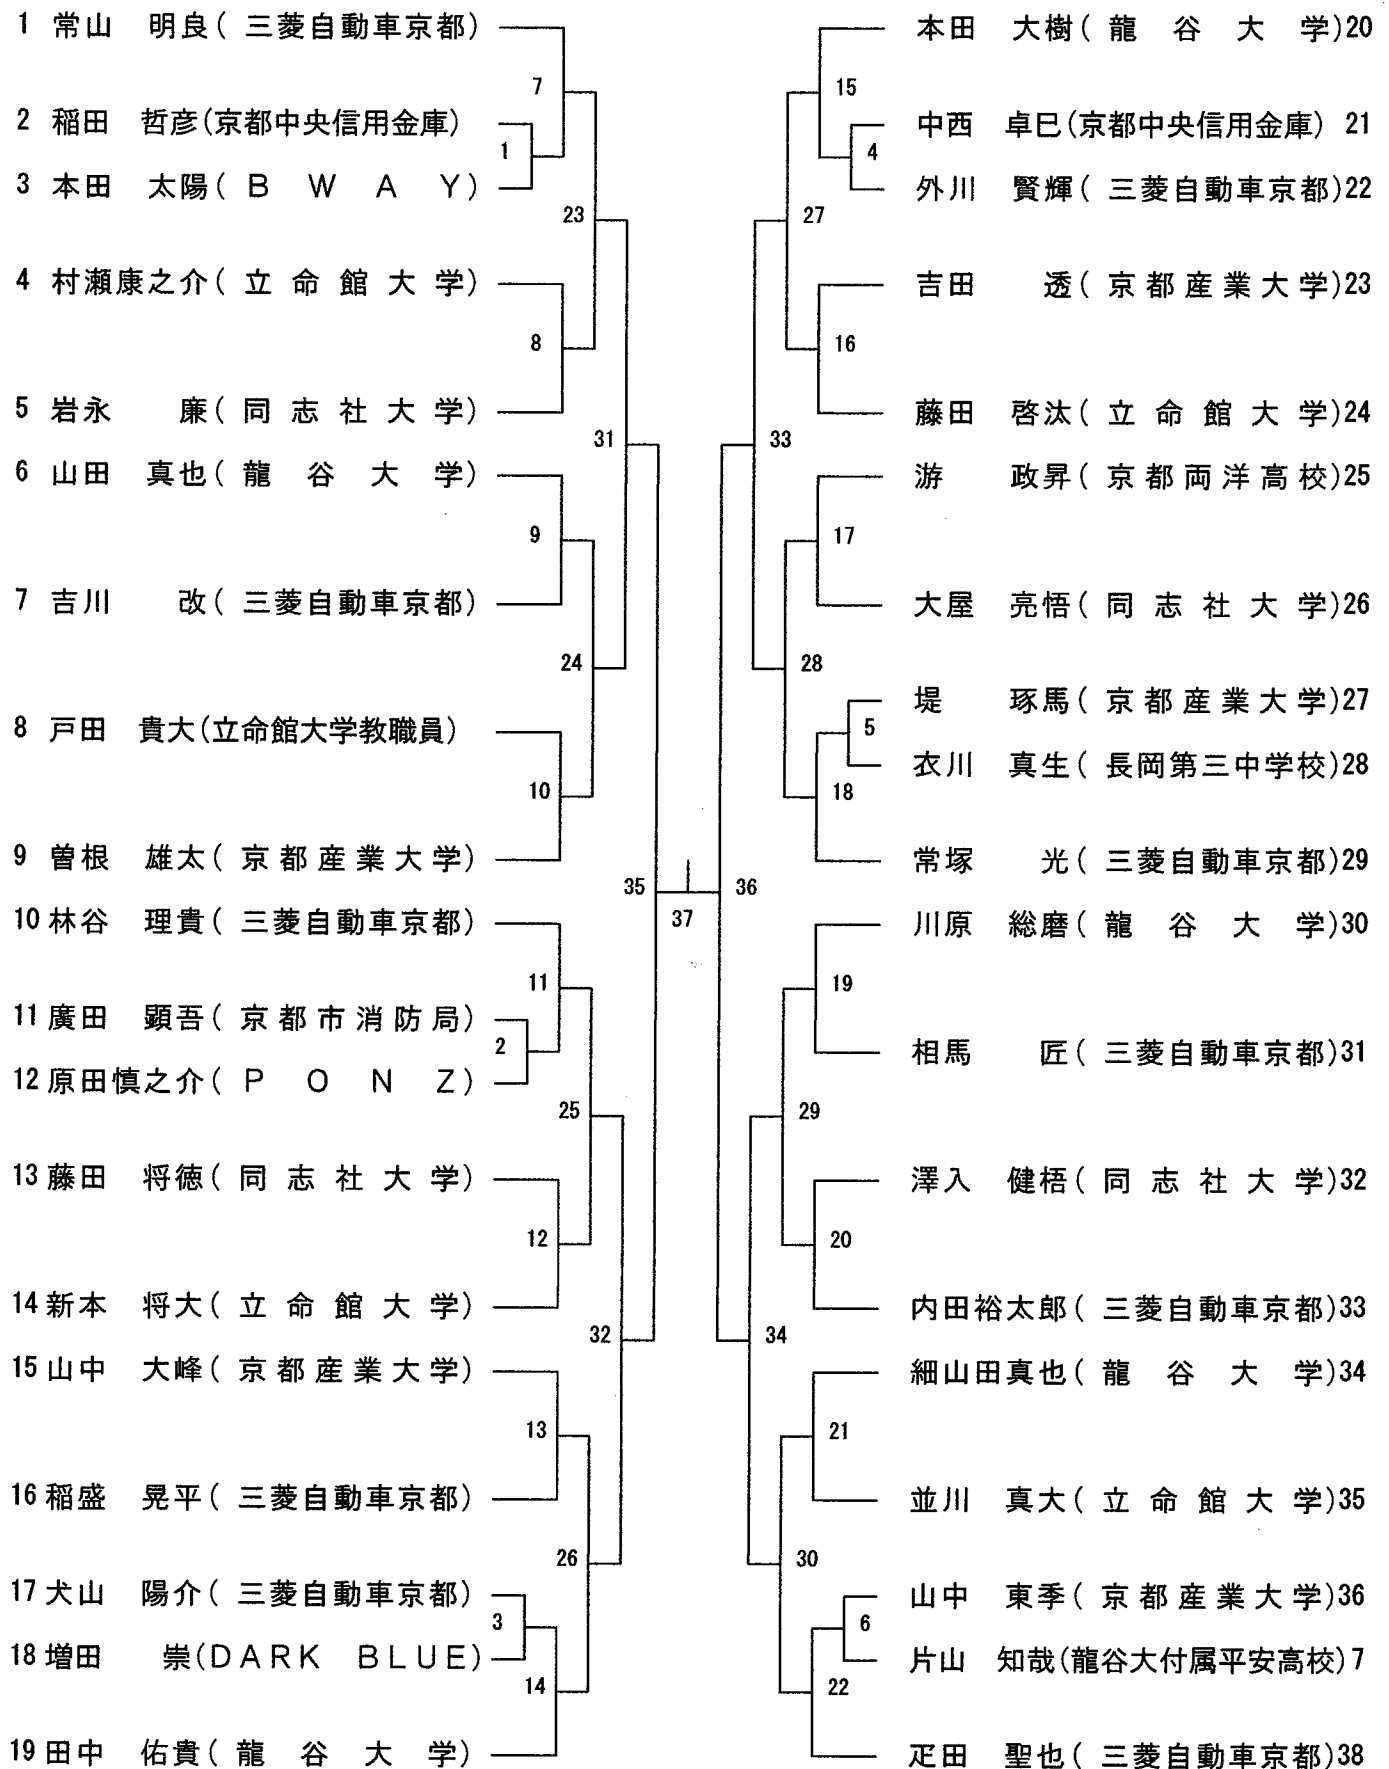 1 常山 明良( 三菱自動車京都)
7
2 稲田 哲彦(京都中央信用金庫)
1
3 本田 太陽( B W A Y )
23
4 村瀬康之介( 立 命 館 大 学)
8
5 岩永 廉( 同 志 社 大 学)
31
6 山田 真也( 龍 谷 大 学)
9
7 吉川 改( 三菱自動車京都)
24
8 戸田 貴大(立命館大学教職員)
10
9 曽根 雄太( 京 都 産 業 大 学)
35
10 林谷 理貴( 三菱自動車京都)
11
11 廣田 顕吾( 京 都 市 消 防 局)
2
12 原田慎之介( P O N Z )
25
13 藤田 将徳( 同 志 社 大 学)
12
14 新本 将大( 立 命 館 大 学)
32
15 山中 大峰( 京 都 産 業 大 学)
13
16 稲盛 晃平( 三菱自動車京都)
26
17 犬山 陽介( 三菱自動車京都)
3
18 増田 崇(DARK BLUE)
14
19 田中 佑貴( 龍 谷 大 学)
37
本田 大樹( 龍 谷 大 学)20
15
中西 卓巳(京都中央信用金庫) 21
4
外川 賢輝( 三菱自動車京都)22
27
吉田 透( 京 都 産 業 大 学)23
16
藤田 啓汰( 立 命 館 大 学)24
33
游 政昇( 京 都 両 洋 高 校)25
17
大屋 亮悟( 同 志 社 大 学)26
28
堤 琢馬( 京 都 産 業 大 学)27
5
衣川 真生( 長岡第三中学校)28
18
常塚 光( 三菱自動車京都)29
36
川原 総磨( 龍 谷 大 学)30
19
相馬 匠( 三菱自動車京都)31
29
澤入 健梧( 同 志 社 大 学)32
20
内田裕太郎( 三菱自動車京都)33
34
細山田真也( 龍 谷 大 学)34
21
並川 真大( 立 命 館 大 学)35
30
山中 東季( 京 都 産 業 大 学)36
6
片山 知哉(龍谷大付属平安高校)7
22
疋田 聖也( 三菱自動車京都)38